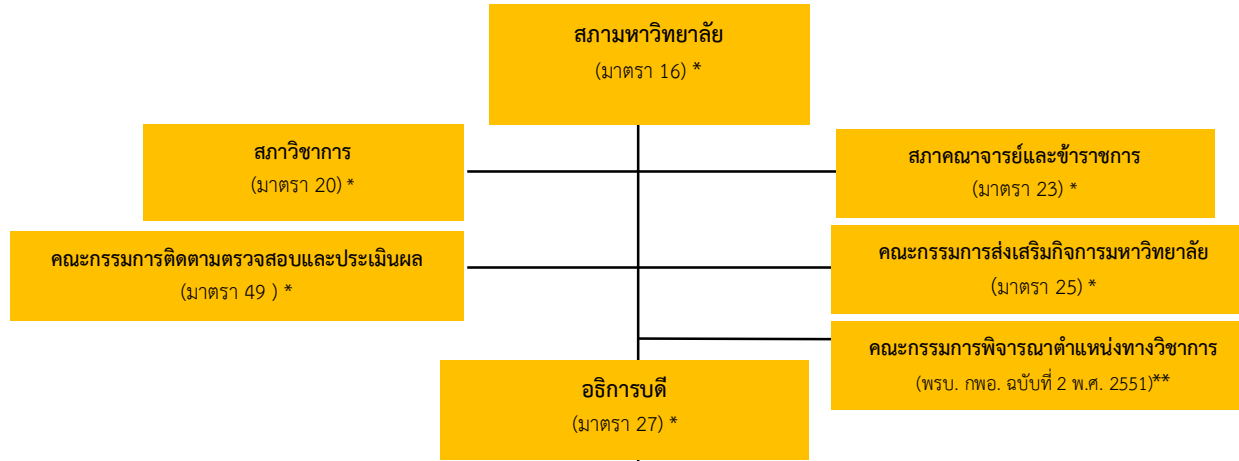 สภามหาวิทยาลัย
(มาตรา 16) *
สภาวิชาการ
(มาตรา 20) *
สภาคณาจารย์และข้าราชการ
(มาตรา 23) *
คณะกรรมการติดตามตรวจสอบและประเมินผล
(มาตรา 49 ) *
คณะกรรมการส่งเสริมกิจการมหาวิทยาลัย
(มาตรา 25) *
คณะกรรมการพิจารณาตำแหน่งทางวิชาการ
(พรบ. กพอ. ฉบับที่ 2 พ.ศ. 2551)**
อธิการบดี
(มาตรา 27) *